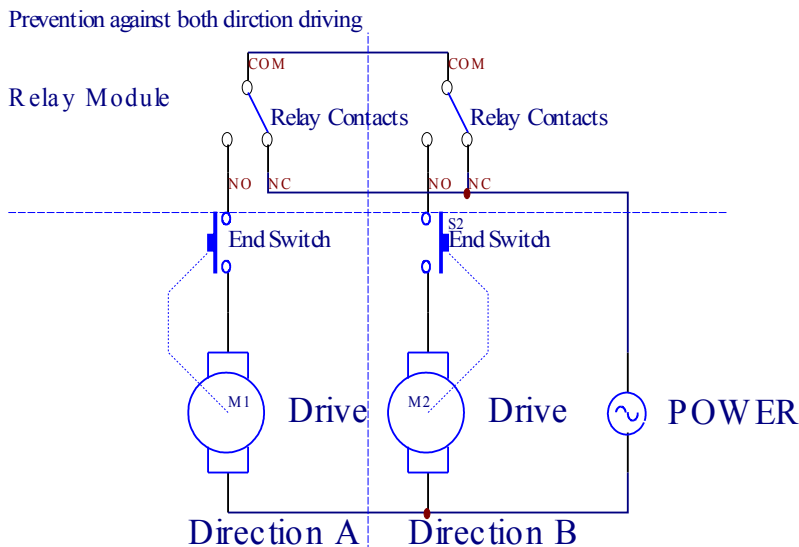 Prevention against both dirction driving
COM
COM
Relay Module
Relay Contacts
Relay Contacts
NO
NC
NO
NC
S2
End Switch
End Switch
M1
Drive
M2
Drive
POWER
Direction A
Direction B